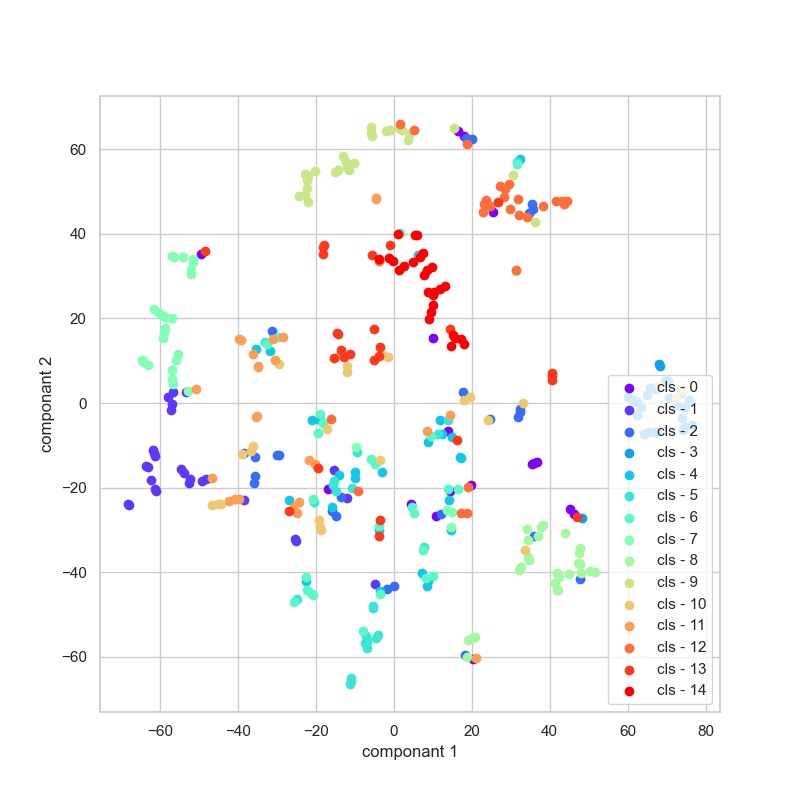 60
40
20
0
−20
−40
−60
componant 2
−60
−40
−20
0
20
40
60
80
componant 1
cls - 0
cls - 1
cls - 2
cls - 3
cls - 4
cls - 5
cls - 6
cls - 7
cls - 8
cls - 9
cls - 10
cls - 11
cls - 12
cls - 13
cls - 14